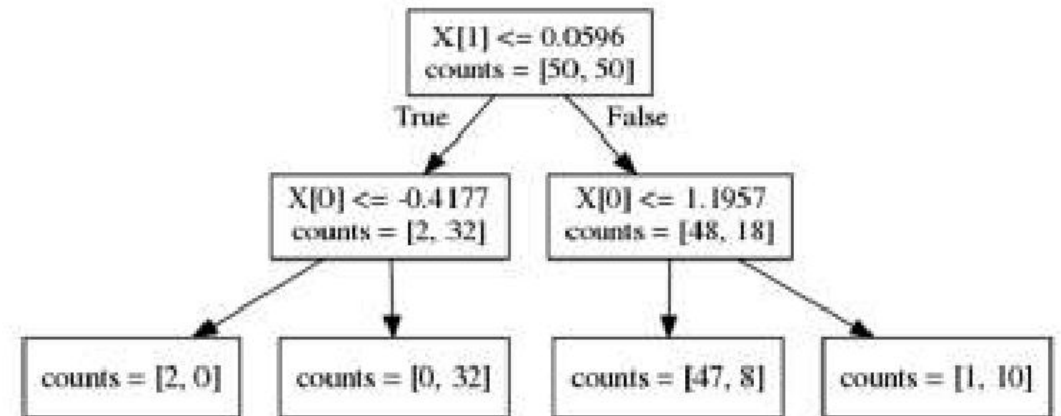 X[1] <= 0.0596
counts = [50, 50]
True
False
X[0] <= -0.4177
counts = [2, 32]
X[0] <= 1.1957
counts = [48, 18]
counts = [2, 0]
counts = [0, 32]
counts = [47, 8]
counts = [1, 10]